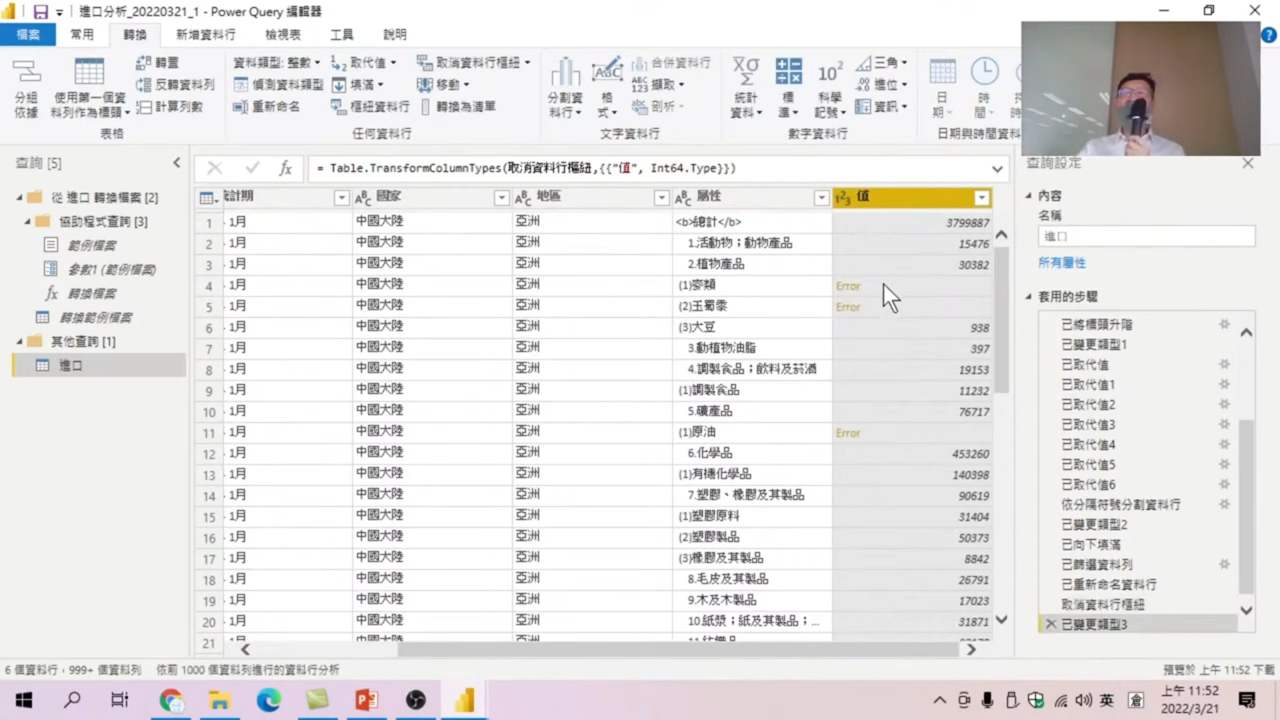 進口分析_20220321_1 - Power Query 編輯器
檔案 常用 轉換 新增資料行 檢視表 工具 說明
分組依據
使用第一個資料列作為標頭
轉置
反轉資料列
計算列數
表格
資料類型: 整數
偵測資料類型
重新命名
取代值
填滿
樞紐資料行
取消資料行樞紐
移動
轉換為清單
任何資料行
分割資料行
格式
合併資料行
擷取
剖析
文字資料行
統計資料
標準
科學記號
三角
進位
資訊
數字資料行
日期
時間
日期與時間資料
查詢 [5]
從 進口 轉換檔案 [2]
協助程式查詢 [3]
範例檔案
參數1 (範例檔案)
轉換檔案
轉換範例檔案
其他查詢 [1]
進口
= Table.TransformColumnTypes(取消資料行樞紐,{{"值", Int64.Type}})
統計期 國家 地區 屬性 值
1 1月 中國大陸 亞洲 <b>總計</b> 3799887
2 1月 中國大陸 亞洲 1.活動物；動物產品 15476
3 1月 中國大陸 亞洲 2.植物產品 30382
4 1月 中國大陸 亞洲 (1)麥類 Error
5 1月 中國大陸 亞洲 (2)玉蜀黍 Error
6 1月 中國大陸 亞洲 (3)大豆 938
7 1月 中國大陸 亞洲 3.動植物油脂 397
8 1月 中國大陸 亞洲 4.調製食品；飲料及菸酒 19153
9 1月 中國大陸 亞洲 (1)調製食品 11232
10 1月 中國大陸 亞洲 5.礦產品 76717
11 1月 中國大陸 亞洲 (1)原油 Error
12 1月 中國大陸 亞洲 6.化學品 453260
13 1月 中國大陸 亞洲 (1)有機化學品 140398
14 1月 中國大陸 亞洲 7.塑膠、橡膠及其製品 90619
15 1月 中國大陸 亞洲 (1)塑膠原料 31404
16 1月 中國大陸 亞洲 (2)塑膠製品 50373
17 1月 中國大陸 亞洲 (3)橡膠及其製品 8842
18 1月 中國大陸 亞洲 8.毛皮及其製品 26791
19 1月 中國大陸 亞洲 9.木及木製品 17023
20 1月 中國大陸 亞洲 10.紙漿；紙及其製品；... 31871
21
查詢設定
內容
名稱
進口
所有屬性
套用的步驟
已將標頭升階
已變更類型1
已取代值
已取代值1
已取代值2
已取代值3
已取代值4
已取代值5
已取代值6
依分隔符號分割資料行
已變更類型2
已向下填滿
已篩選資料列
已重新命名資料行
取消資料行樞紐
已變更類型3
6 個資料行，999+ 個資料列 依前 1000 個資料列進行的資料行分析
預覽於 上午 11:52 下載
英 倉
上午 11:52
2022/3/21